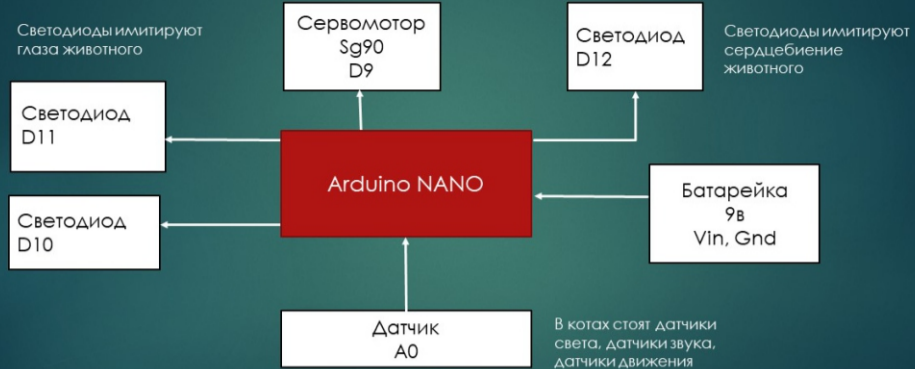 Светодиоды имитируют
глаза животного
Сервомотор
Sg90
D9
Светодиод
D12
Светодиоды имитируют
сердцебиение
животного
Светодиод
D11
Arduino NANO
Батарейка
9в
Vin, Gnd
Светодиод
D10
Датчик
A0
В котах стоят датчики
света, датчики звука,
датчики движения